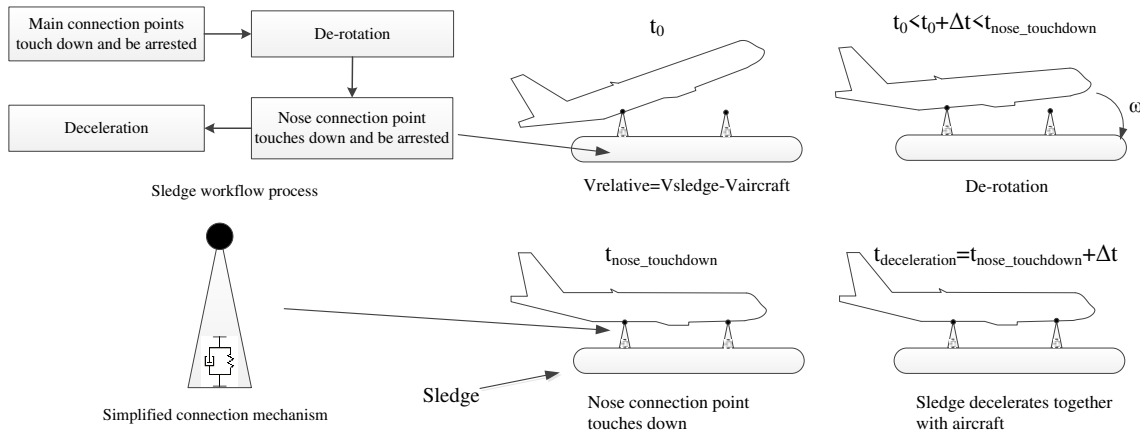 Main connection points
touch down and be arrested
De-rotation
Deceleration
Nose connection point
touches down and be arrested
Sledge workflow process
t0
Vrelative=Vsledge-Vaircraft
t0<t0+Δt<tnose_touchdown
ω
De-rotation
Simplified connection mechanism
tnose_touchdown
Sledge
Nose connection point
touches down
tdeceleration=tnose_touchdown+Δt
Sledge decelerates together
with aircraft